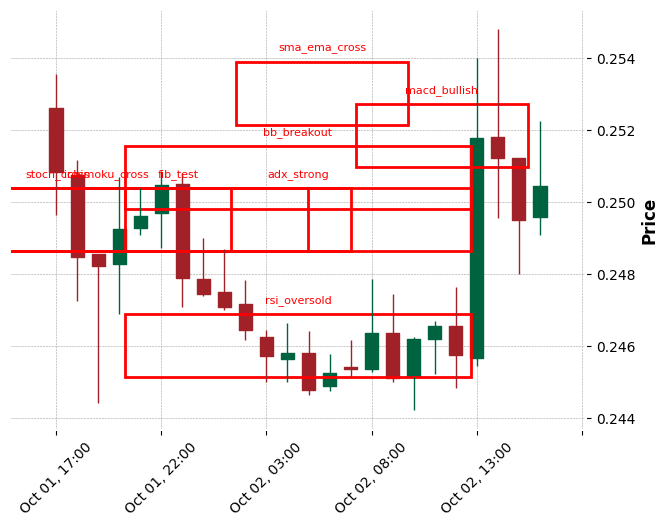 sma_ema_cross
0.254
macd_bullish
0.252
bb_breakout
fib_test
adx_strong
0.250
Price
0.248
rsi_oversold
0.246
0.244
Oct 01, 17:00
Oct 01, 22:00
Oct 02, 03:00
Oct 02, 08:00
Oct 02, 13:00